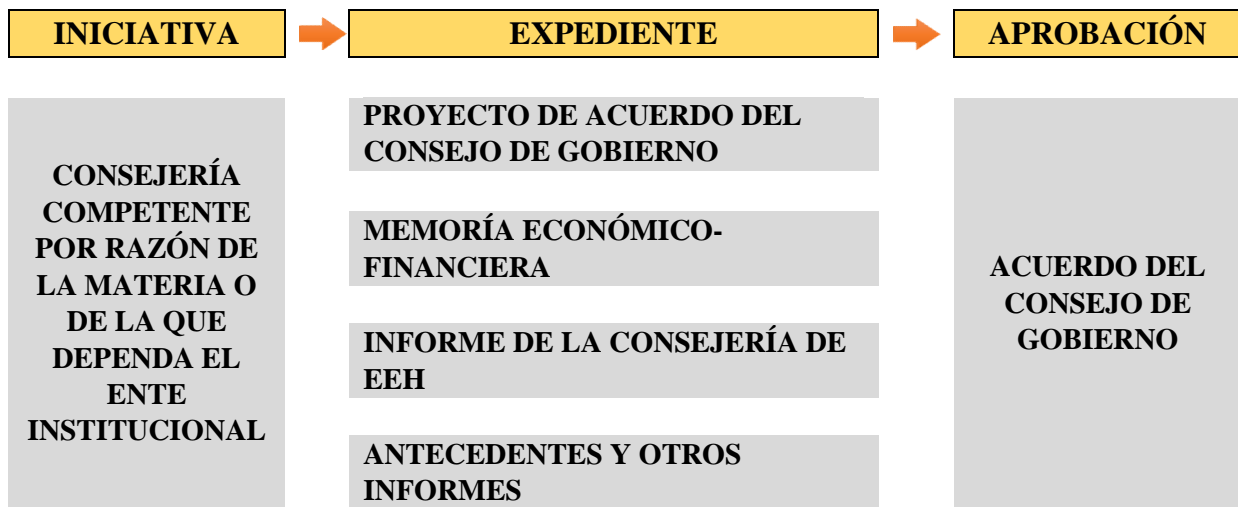 INICIATIVA
EXPEDIENTE
APROBACIÓN
CONSEJERÍA
COMPETENTE
POR RAZÓN DE
LA MATERIA O
DE LA QUE
DEPENDA EL
ENTE
INSTITUCIONAL
PROYECTO DE ACUERDO DEL
CONSEJO DE GOBIERNO
MEMORÍA ECONÓMICO-
FINANCIERA
INFORME DE LA CONSEJERÍA DE
EEH
ANTECEDENTES Y OTROS
INFORMES
ACUERDO DEL
CONSEJO DE
GOBIERNO